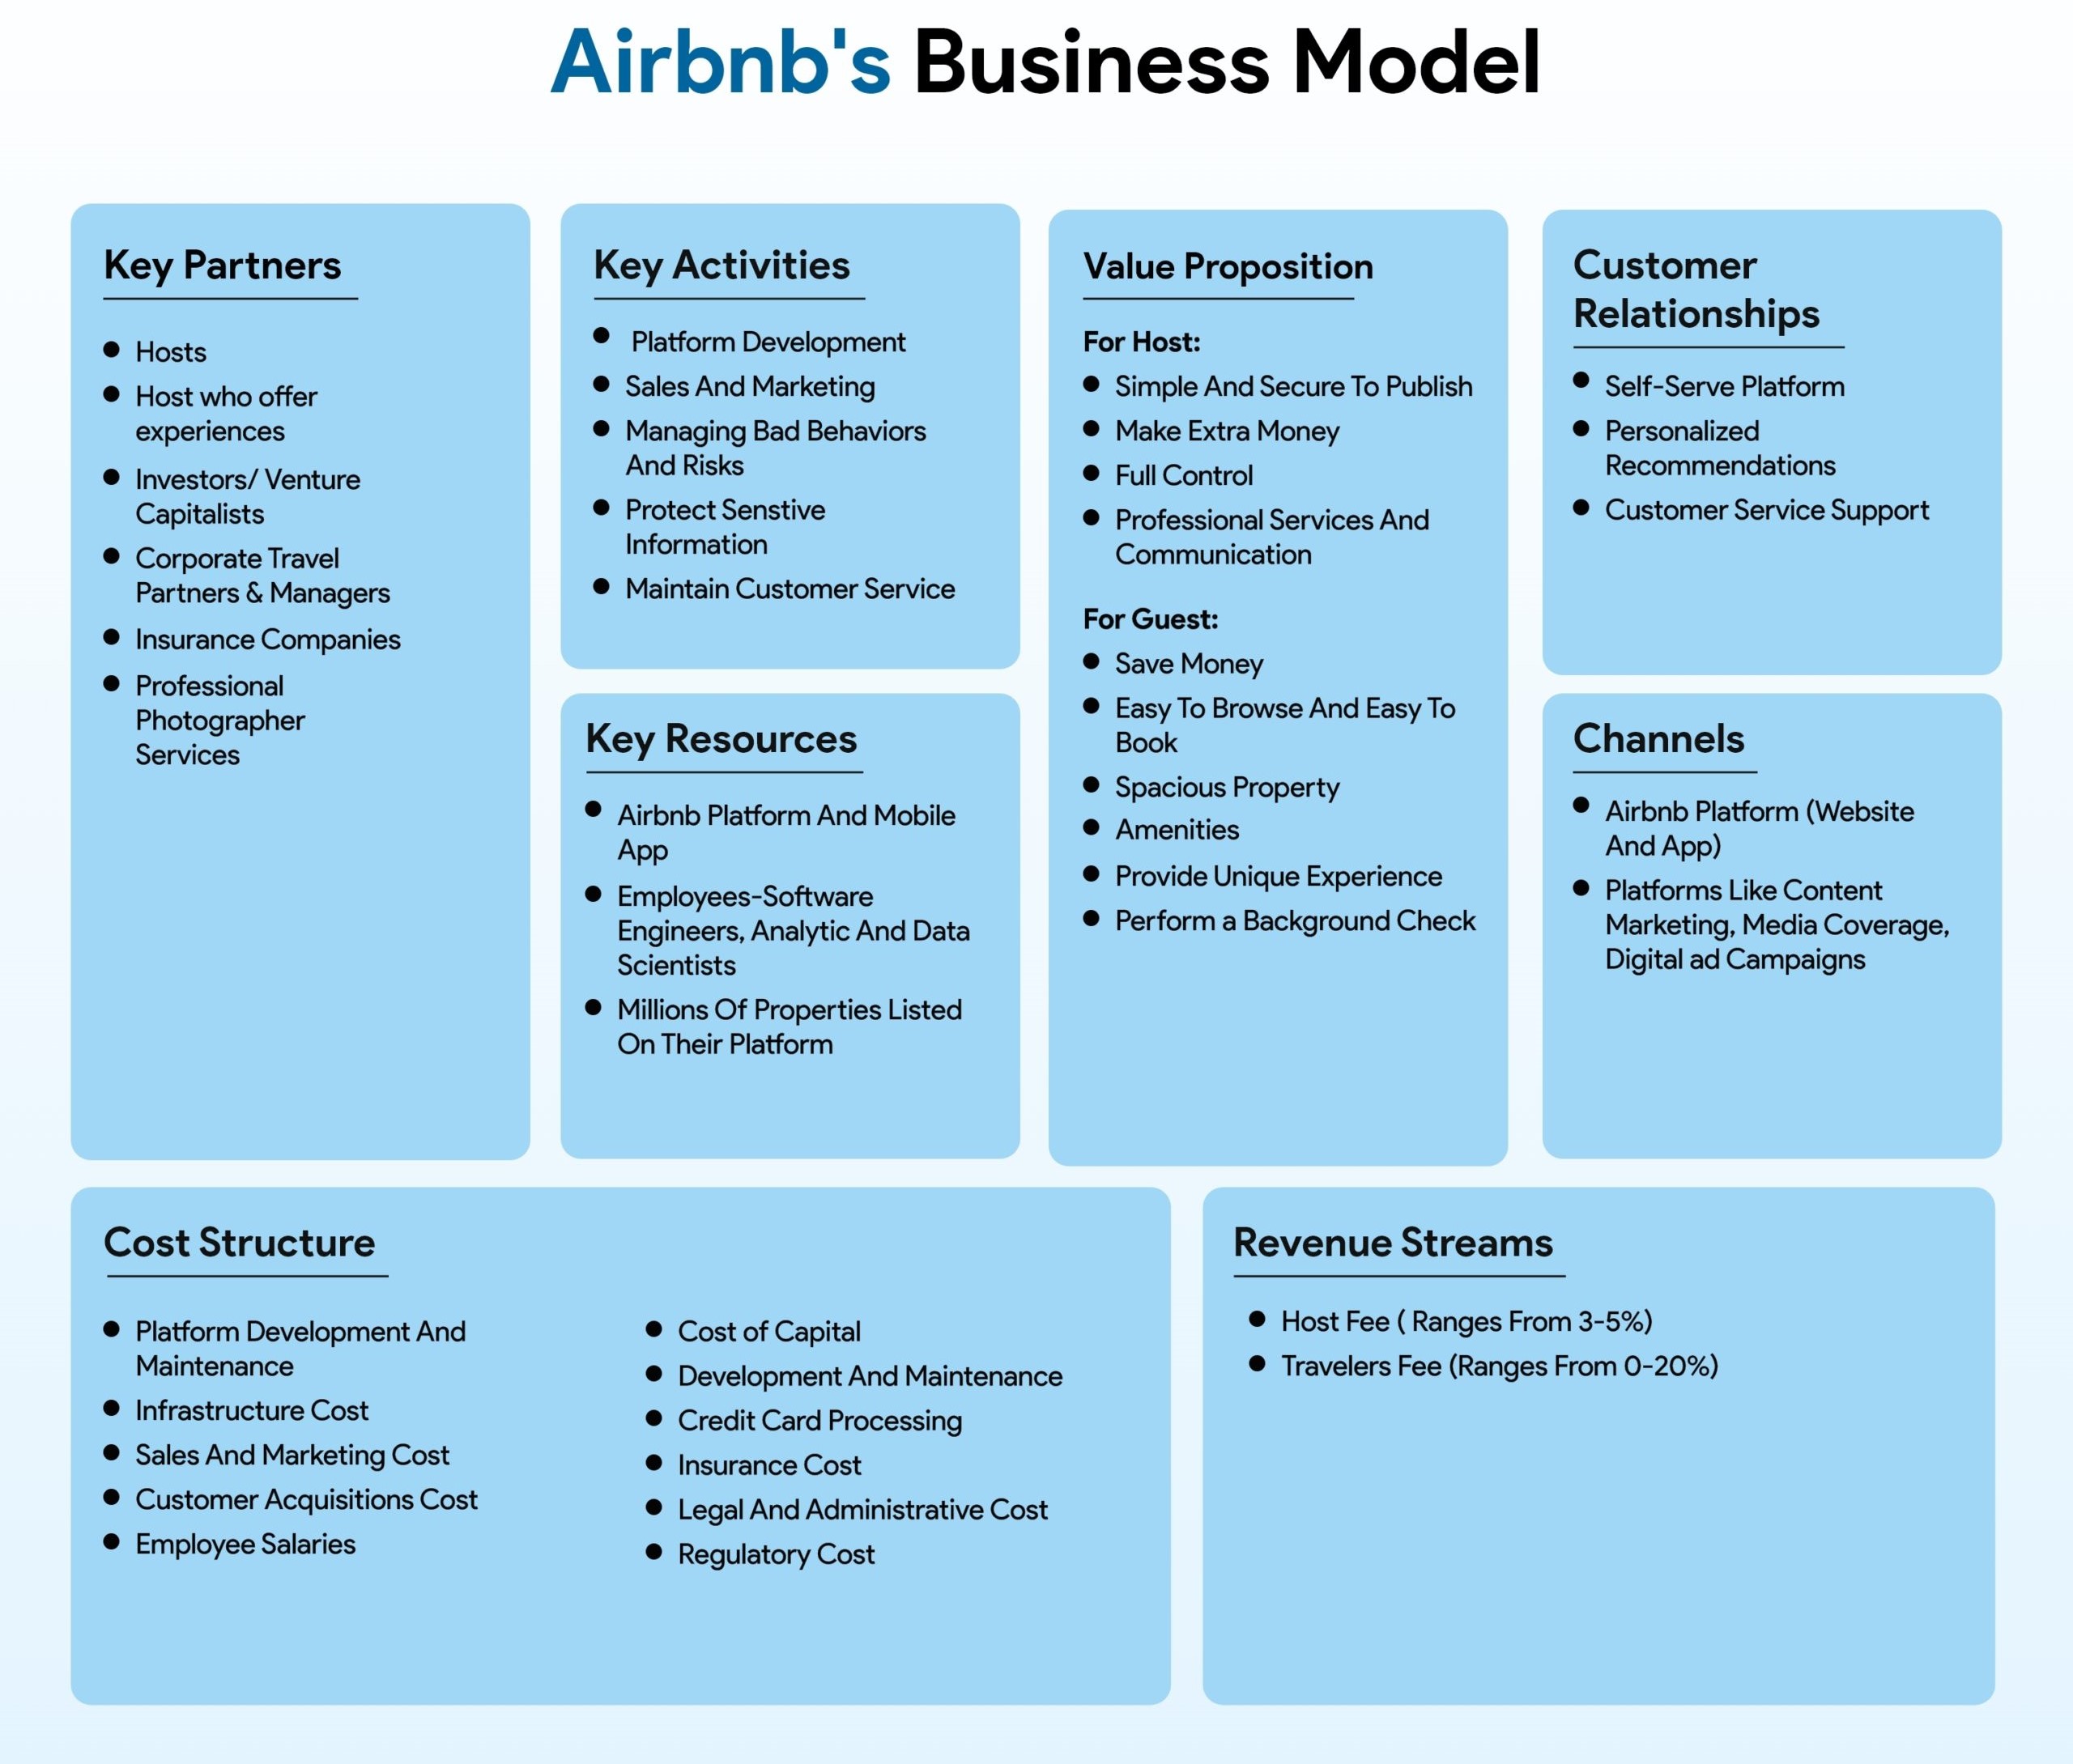 Airbnb's Business Model
Key Partners
Hosts
Host who offer
experiences
Investors/ Venture
Capitalists
Corporate Travel
Partners & Managers
Insurance Companies
Professional
Photographer
Services
Key Activities
Platform Development
Sales And Marketing
Managing Bad Behaviors
And Risks
Protect Senstive
Information
Maintain Customer Service
Key Resources
Airbnb Platform And Mobile
App
Employees-Software
Engineers, Analytic And Data
Scientists
Millions Of Properties Listed
On Their Platform
Value Proposition
For Host:
Simple And Secure To Publish
Make Extra Money
Full Control
Professional Services And
Communication
For Guest:
Save Money
Easy To Browse And Easy To
Book
Spacious Property
Amenities
Provide Unique Experience
Perform a Background Check
Customer
Relationships
Self-Serve Platform
Personalized
Recommendations
Customer Service Support
Channels
Airbnb Platform (Website
And App)
Platforms Like Content
Marketing, Media Coverage,
Digital ad Campaigns
Cost Structure
Platform Development And
Maintenance
Infrastructure Cost
Sales And Marketing Cost
Customer Acquisitions Cost
Employee Salaries
Cost of Capital
Development And Maintenance
Credit Card Processing
Insurance Cost
Legal And Administrative Cost
Regulatory Cost
Revenue Streams
Host Fee ( Ranges From 3-5%)
Travelers Fee (Ranges From 0-20%)